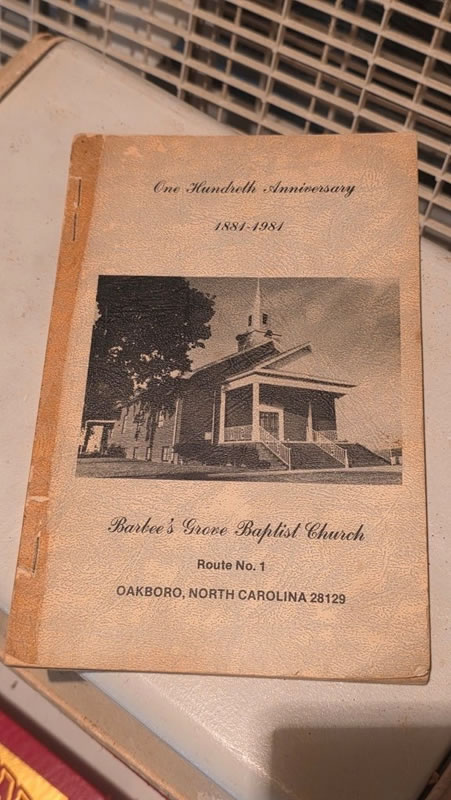 One Hundreth Anniversary
1881-1981
Barbee's Grove Baptist Church
Route No. 1
OAKBORO, NORTH CAROLINA 28129